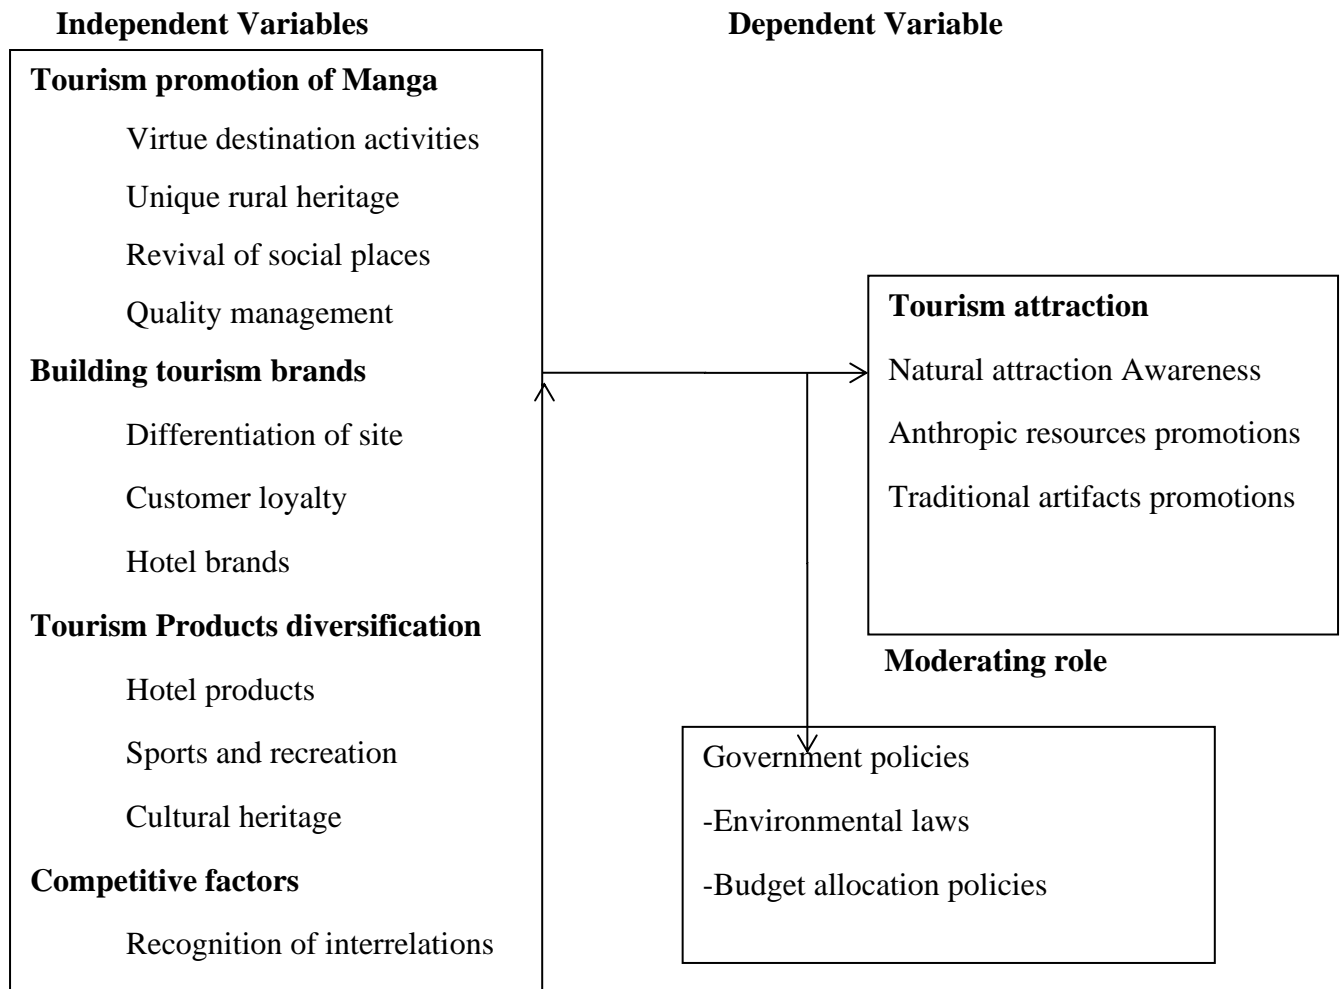 Independent Variables
Dependent Variable
Tourism promotion of Manga
Virtue destination activities
Unique rural heritage
Revival of social places
Quality management
Building tourism brands
Differentiation of site
Customer loyalty
Hotel brands
Tourism Products diversification
Hotel products
Sports and recreation
Cultural heritage
Competitive factors
Recognition of interrelations
Tourism attraction
Natural attraction Awareness
Anthropic resources promotions
Traditional artifacts promotions
Moderating role
Government policies
-Environmental laws
-Budget allocation policies